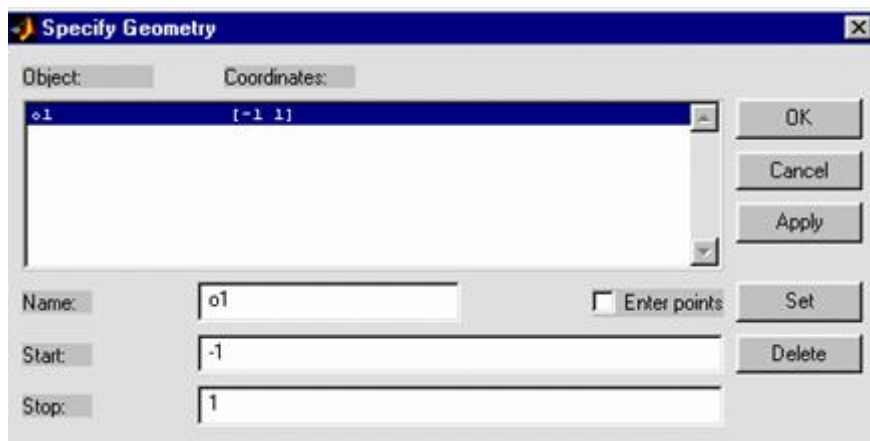 Specify Geometry
Object: Coordinates:
o1 [-1 1]
OK
Cancel
Apply
Name: o1 Enter points Set
Start: -1 Delete
Stop: 1